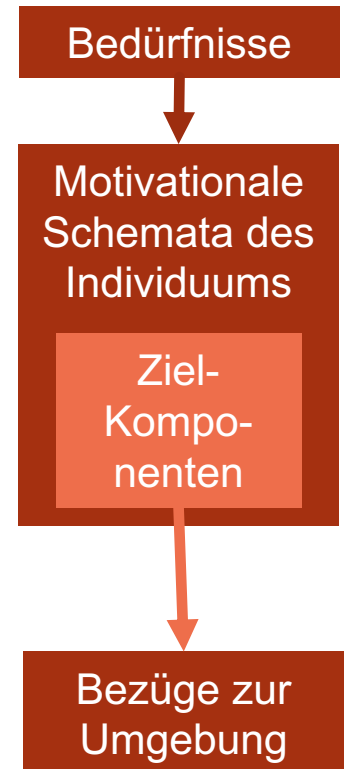 Bedürfnisse
Motivationale
Schemata des
Individuums
Ziel-
Kompo-
nenten
Bezüge zur
Umgebung